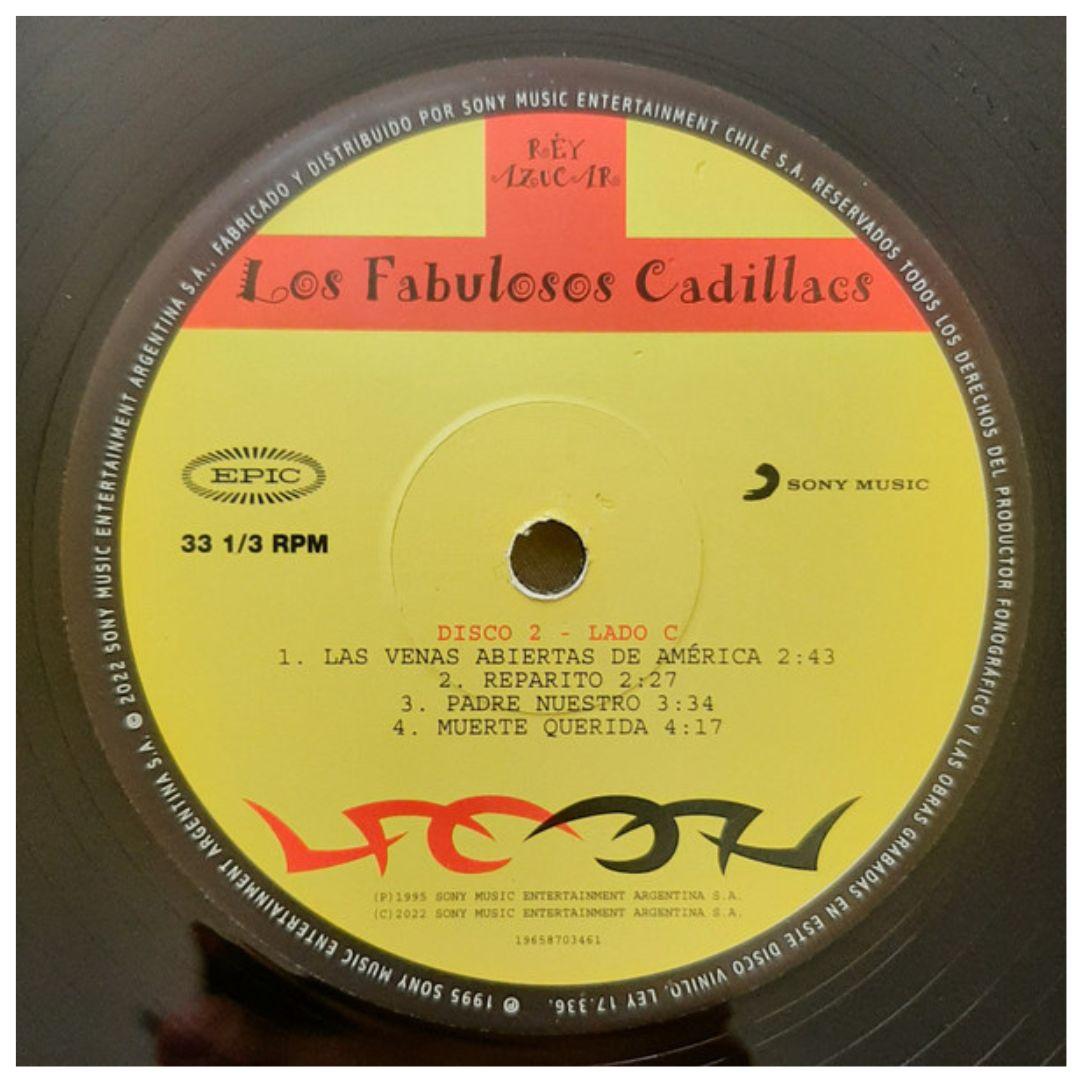 RÉY
AZUCAR
Los Fabulosos Cadillacs
EPIC
SONY MUSIC
33 1/3 RPM
DISCO 2 - LADO C
1. LAS VENAS ABIERTAS DE AMÉRICA 2:43
2. REPARITO 2:27
3. PADRE NUESTRO 3:34
4. MUERTE QUERIDA 4:17
LFC
(P)1995 SONY MUSIC ENTERTAINMENT ARGENTINA S.A.
(C)2022 SONY MUSIC ENTERTAINMENT ARGENTINA S.A.
19658703461
℗ 1995 SONY MUSIC ENTERTAINMENT ARGENTINA S.A. © 2022 SONY MUSIC ENTERTAINMENT ARGENTINA S.A., FABRICADO Y DISTRIBUIDO POR SONY MUSIC ENTERTAINMENT CHILE S.A. RESERVADOS TODOS LOS DERECHOS DEL PRODUCTOR FONOGRÁFICO Y LAS OBRAS GRABADAS EN ESTE DISCO VINILO. LEY 17.336.